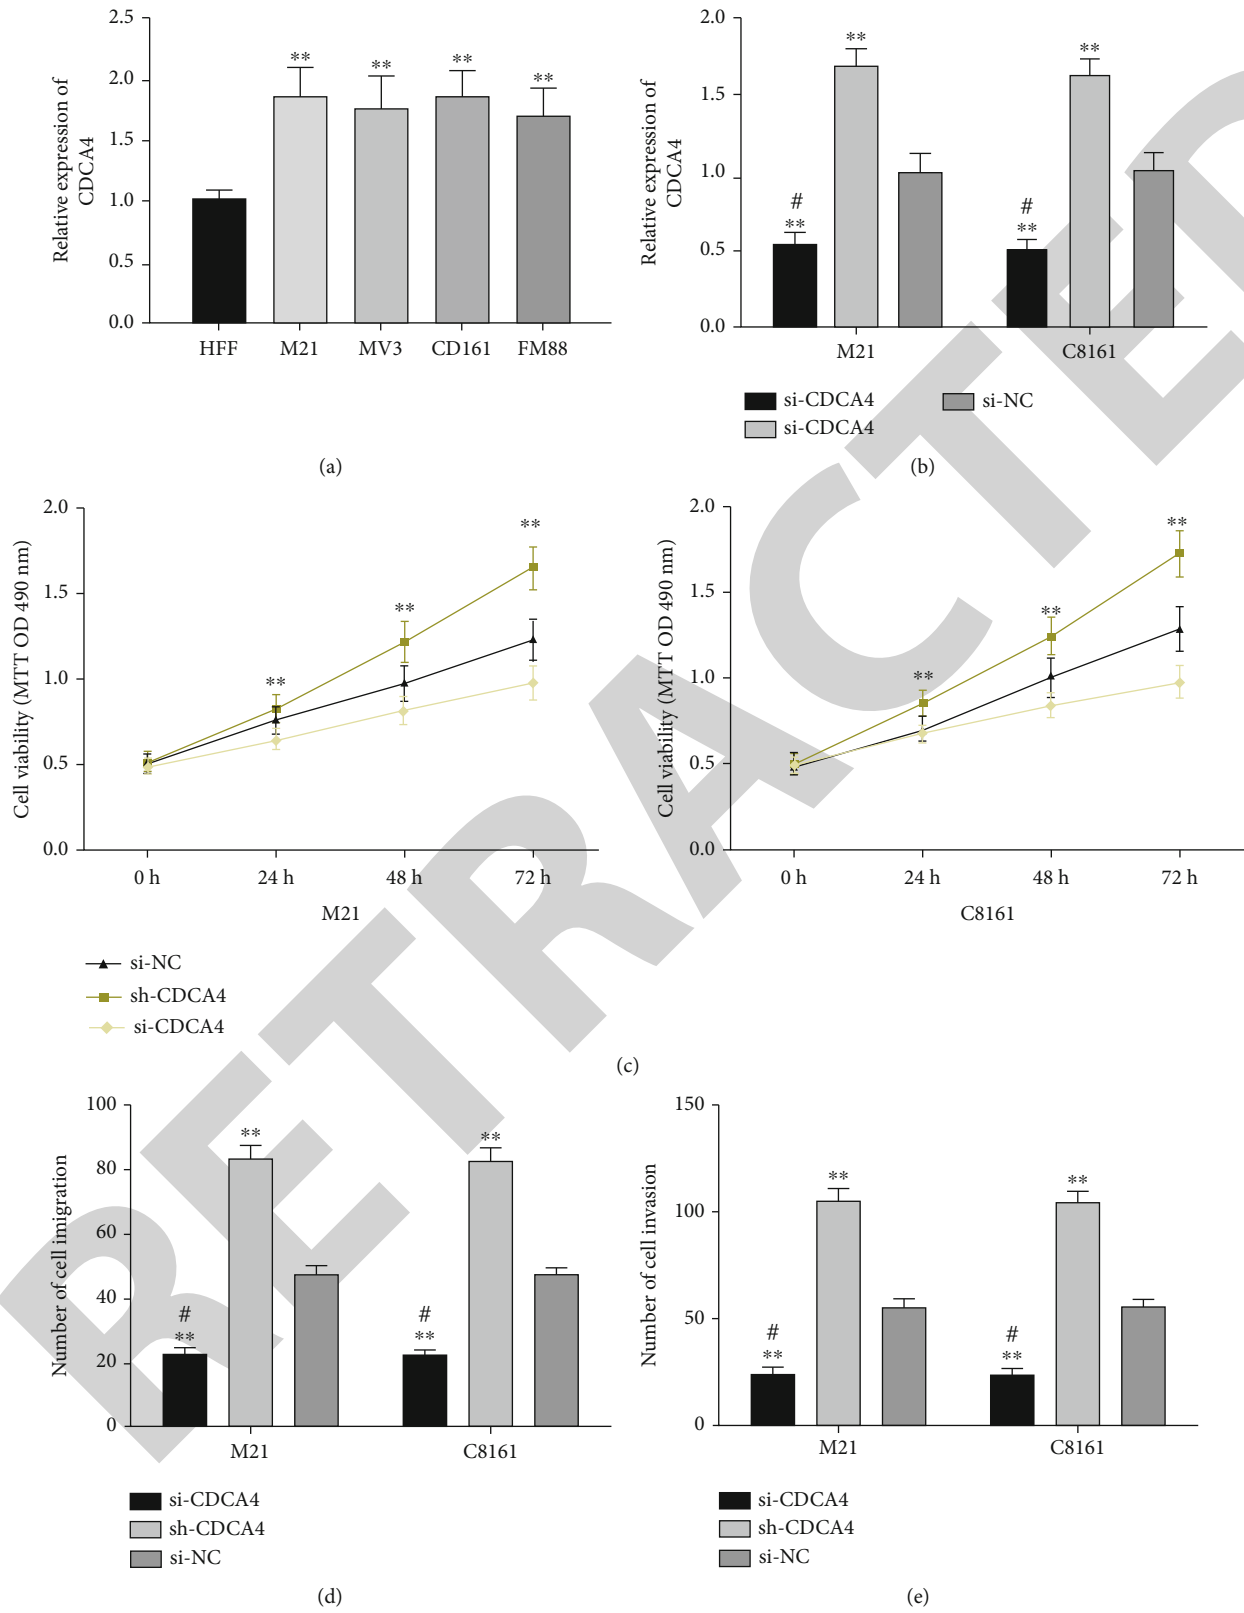 2.5
2.0
1.5
1.0
0.5
0.0
Relative expression of
CDCA4
** ** ** **
HFF M21 MV3 CD161 FM88
(a)
2.0
1.5
1.0
0.5
0.0
Relative expression of
CDCA4
** **
# #
** **
M21 C8161
si-CDCA4 si-NC
si-CDCA4
(b)
2.0
1.5
1.0
0.5
0.0
Cell viability (MTT OD 490 nm)
** ** **
0 h 24 h 48 h 72 h
M21
2.0
1.5
1.0
0.5
0.0
Cell viability (MTT OD 490 nm)
** ** **
0 h 24 h 48 h 72 h
C8161
si-NC
sh-CDCA4
si-CDCA4
(c)
100
80
60
40
20
0
Number of cell imigration
** **
# #
** **
M21 C8161
si-CDCA4
sh-CDCA4
si-NC
(d)
150
100
50
0
Number of cell invasion
** **
# #
** **
M21 C8161
si-CDCA4
sh-CDCA4
si-NC
(e)
RETRACTED